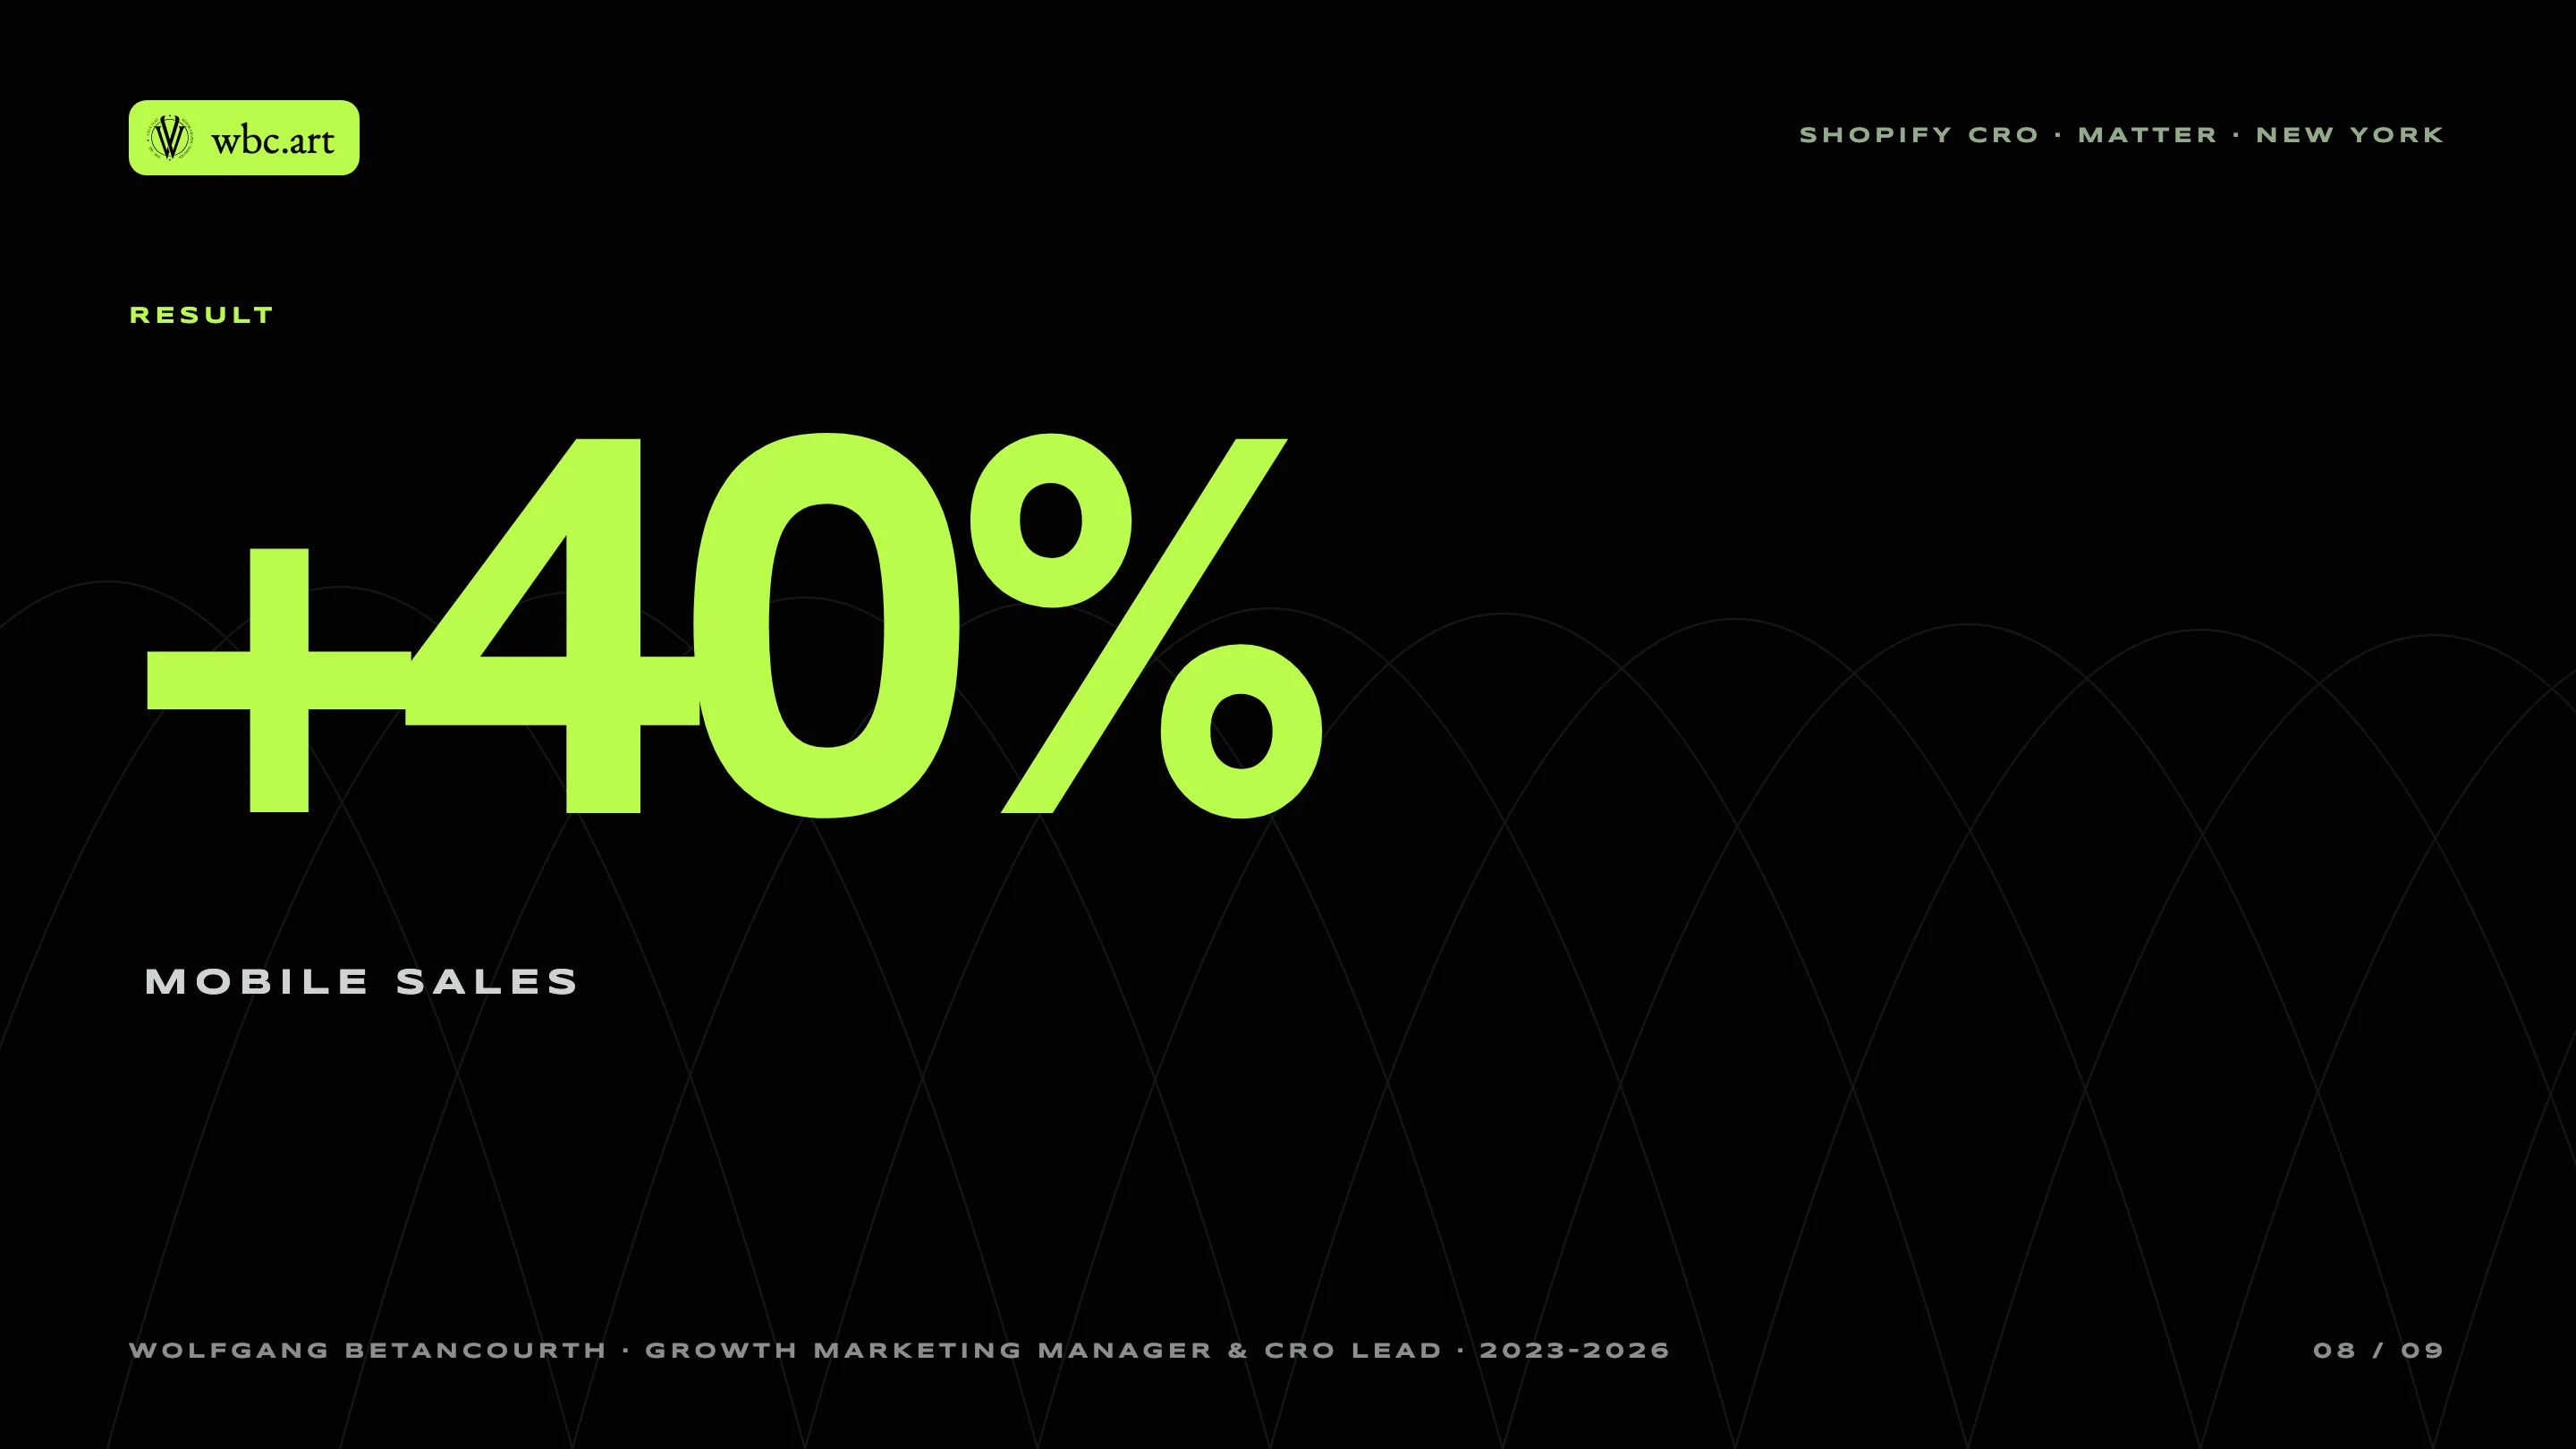 wbc.art
SHOPIFY CRO · MATTER · NEW YORK
RESULT
+40%
MOBILE SALES
WOLFGANG BETANCOURTH · GROWTH MARKETING MANAGER & CRO LEAD · 2023-2026
08 / 09